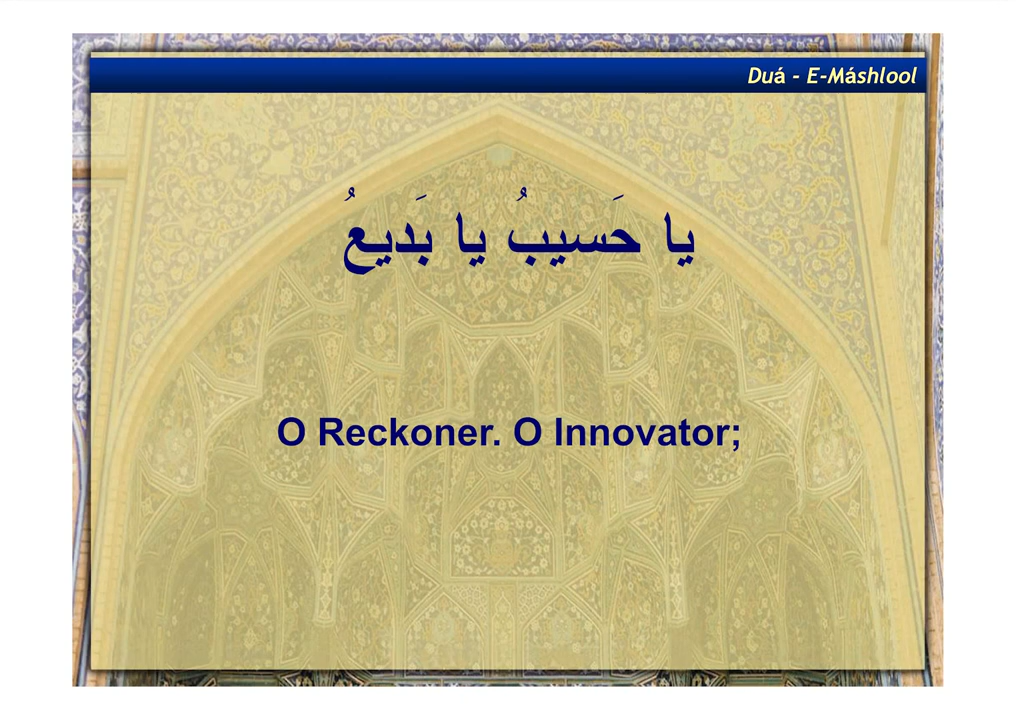 Duá - E-Máshlool
يا حَسيبُ يا بَديعُ
O Reckoner. O Innovator;